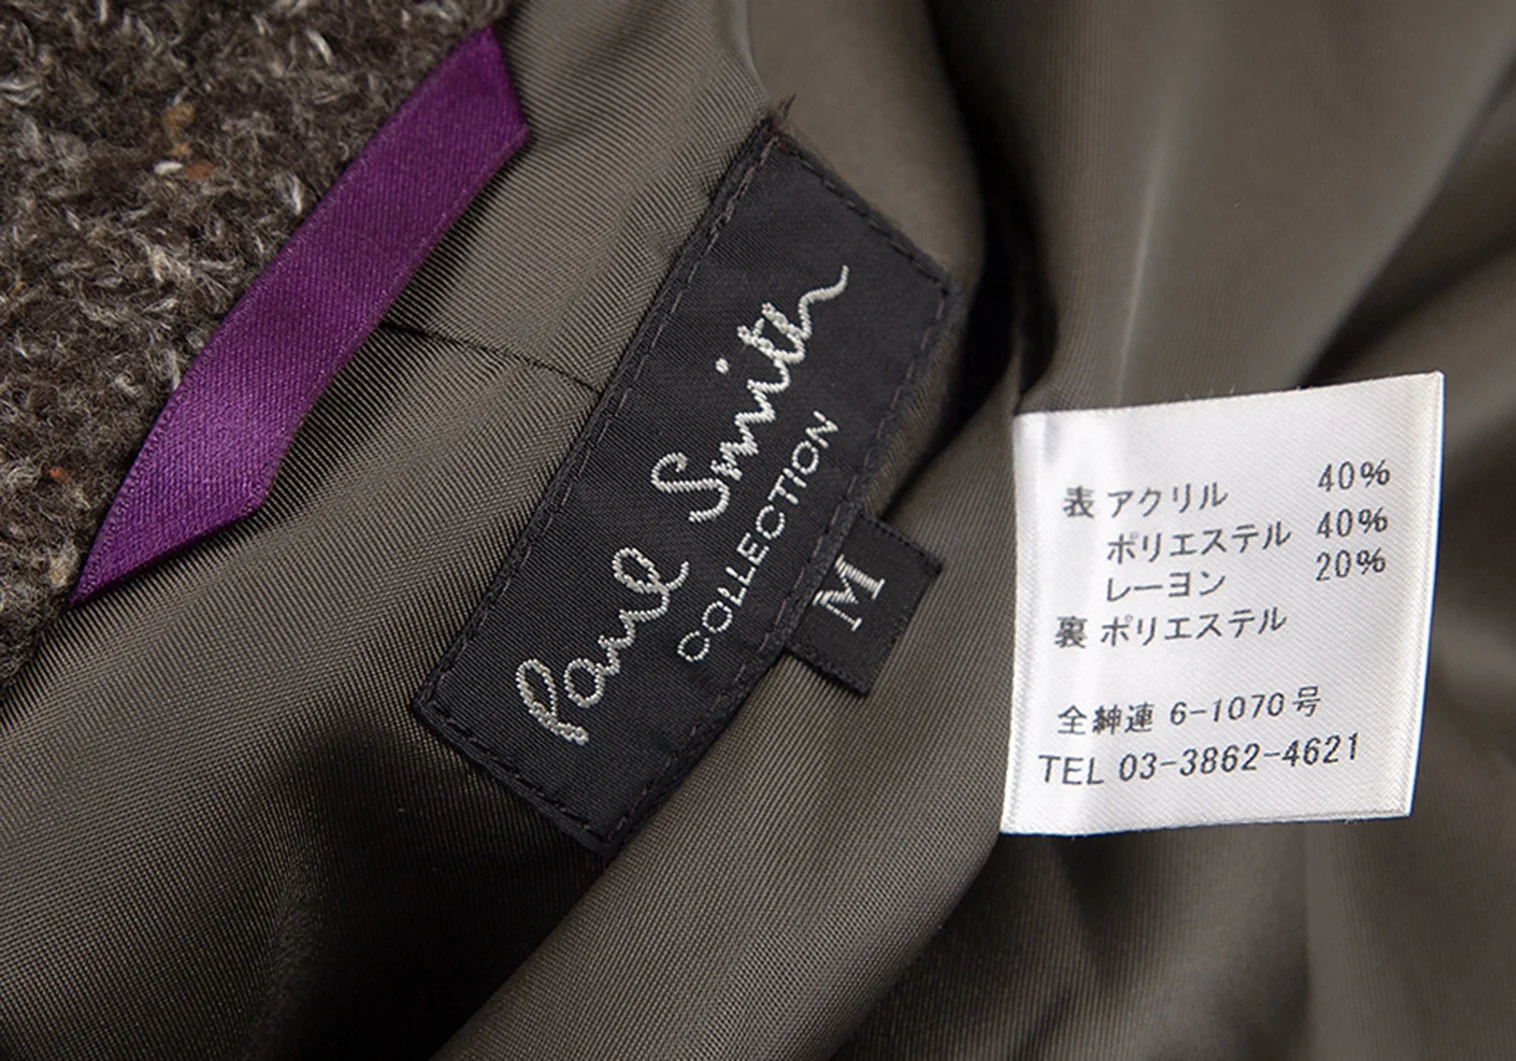 Paul Smith
COLLECTION
M
表 アクリル 40%
ポリエステル 40%
レーヨン 20%
裏 ポリエステル
全紳連 6-1070号
TEL 03-3862-4621